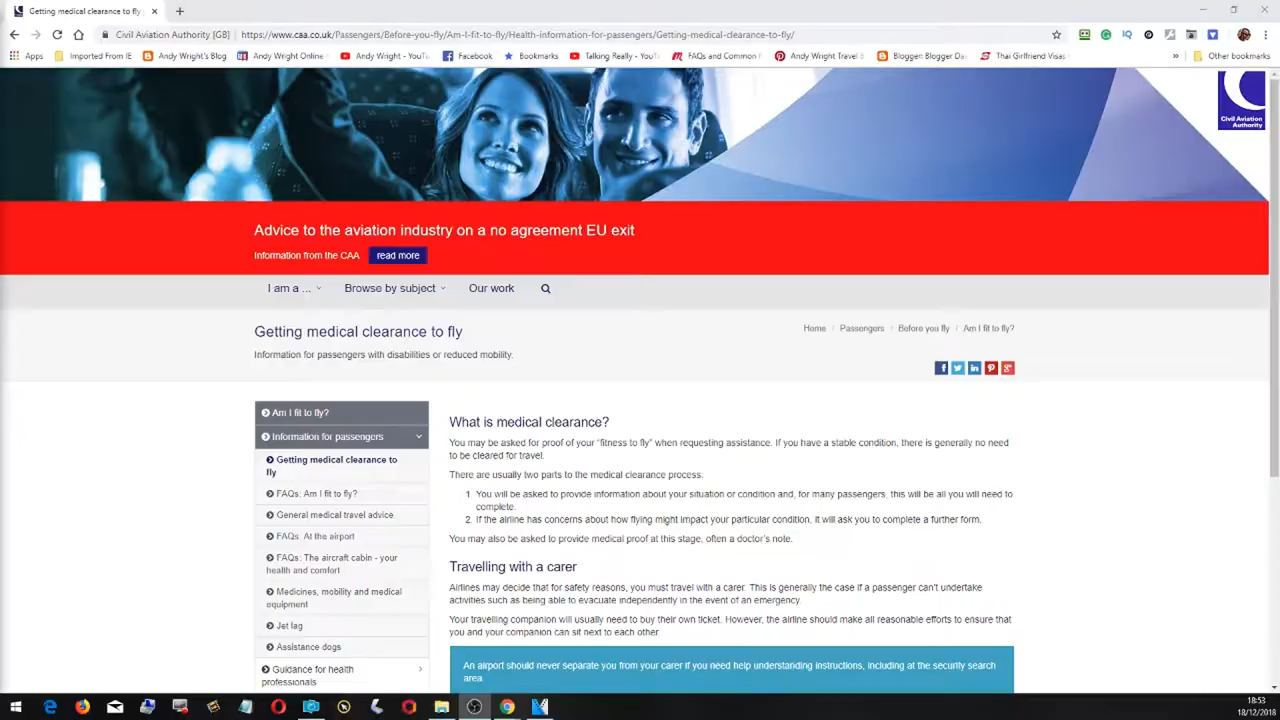 Getting medical clearance to fly
Civil Aviation Authority [GB]
https://www.caa.co.uk/Passengers/Before-you-fly/Am-I-fit-to-fly/Health-information-for-passengers/Getting-medical-clearance-to-fly/
Apps
Imported From IE
Andy Wright's Blog
Andy Wright Online
Andy Wright - YouTu
Facebook
Bookmarks
Talking Really - YouTu
FAQs and Common
Andy Wright Travel
Bloggen Blogger Da
Thai Girlfriend Visas
»
Other bookmarks
Civil Aviation
Authority
Advice to the aviation industry on a no agreement EU exit
Information from the CAA
read more
I am a ...
Browse by subject
Our work
Getting medical clearance to fly
Home / Passengers / Before you fly / Am I fit to fly?
Information for passengers with disabilities or reduced mobility.
Am I fit to fly?
Information for passengers
Getting medical clearance to
fly
FAQs: Am I fit to fly?
General medical travel advice
FAQs: At the airport
FAQs: The aircraft cabin - your
health and comfort
Medicines, mobility and medical
equipment
Jet lag
Assistance dogs
Guidance for health
professionals
What is medical clearance?
You may be asked for proof of your "fitness to fly" when requesting assistance. If you have a stable condition, there is generally no need
to be cleared for travel.
There are usually two parts to the medical clearance process:
1. You will be asked to provide information about your situation or condition and, for many passengers, this will be all you will need to
complete.
2. If the airline has concerns about how flying might impact your particular condition, it will ask you to complete a further form.
You may also be asked to provide medical proof at this stage, often a doctor's note.
Travelling with a carer
Airlines may decide that for safety reasons, you must travel with a carer. This is generally the case if a passenger can't undertake
activities such as being able to evacuate independently in the event of an emergency.
Your travelling companion will usually need to buy their own ticket. However, the airline should make all reasonable efforts to ensure that
you and your companion can sit next to each other
An airport should never separate you from your carer if you need help understanding instructions, including at the security search
area.
18:53
18/12/2018